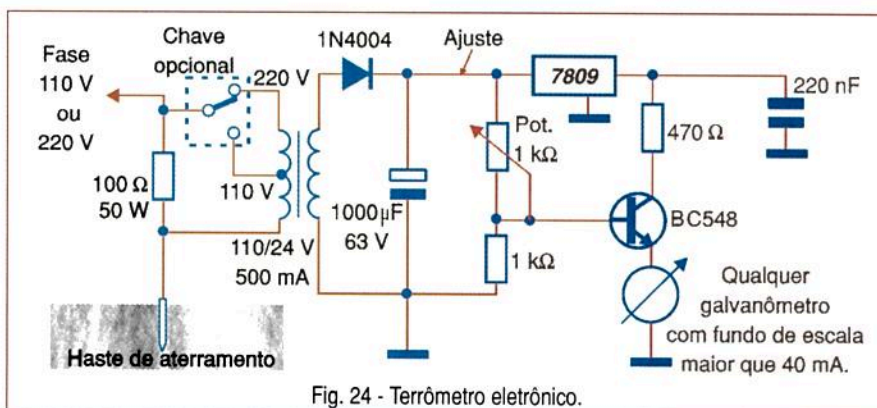 Fase
110 V
ou
220 V
Chave
opcional
220 V
1N4004
Ajuste
7809
220 nF
Pot.
1 kΩ
470 Ω
100 Ω
50 W
110 V
110/24 V
500 mA
1000µF
63 V
1 kΩ
BC548
Qualquer
galvanômetro
com fundo de escala
maior que 40 mA.
Haste de aterramento
Fig. 24 - Terrômetro eletrônico.